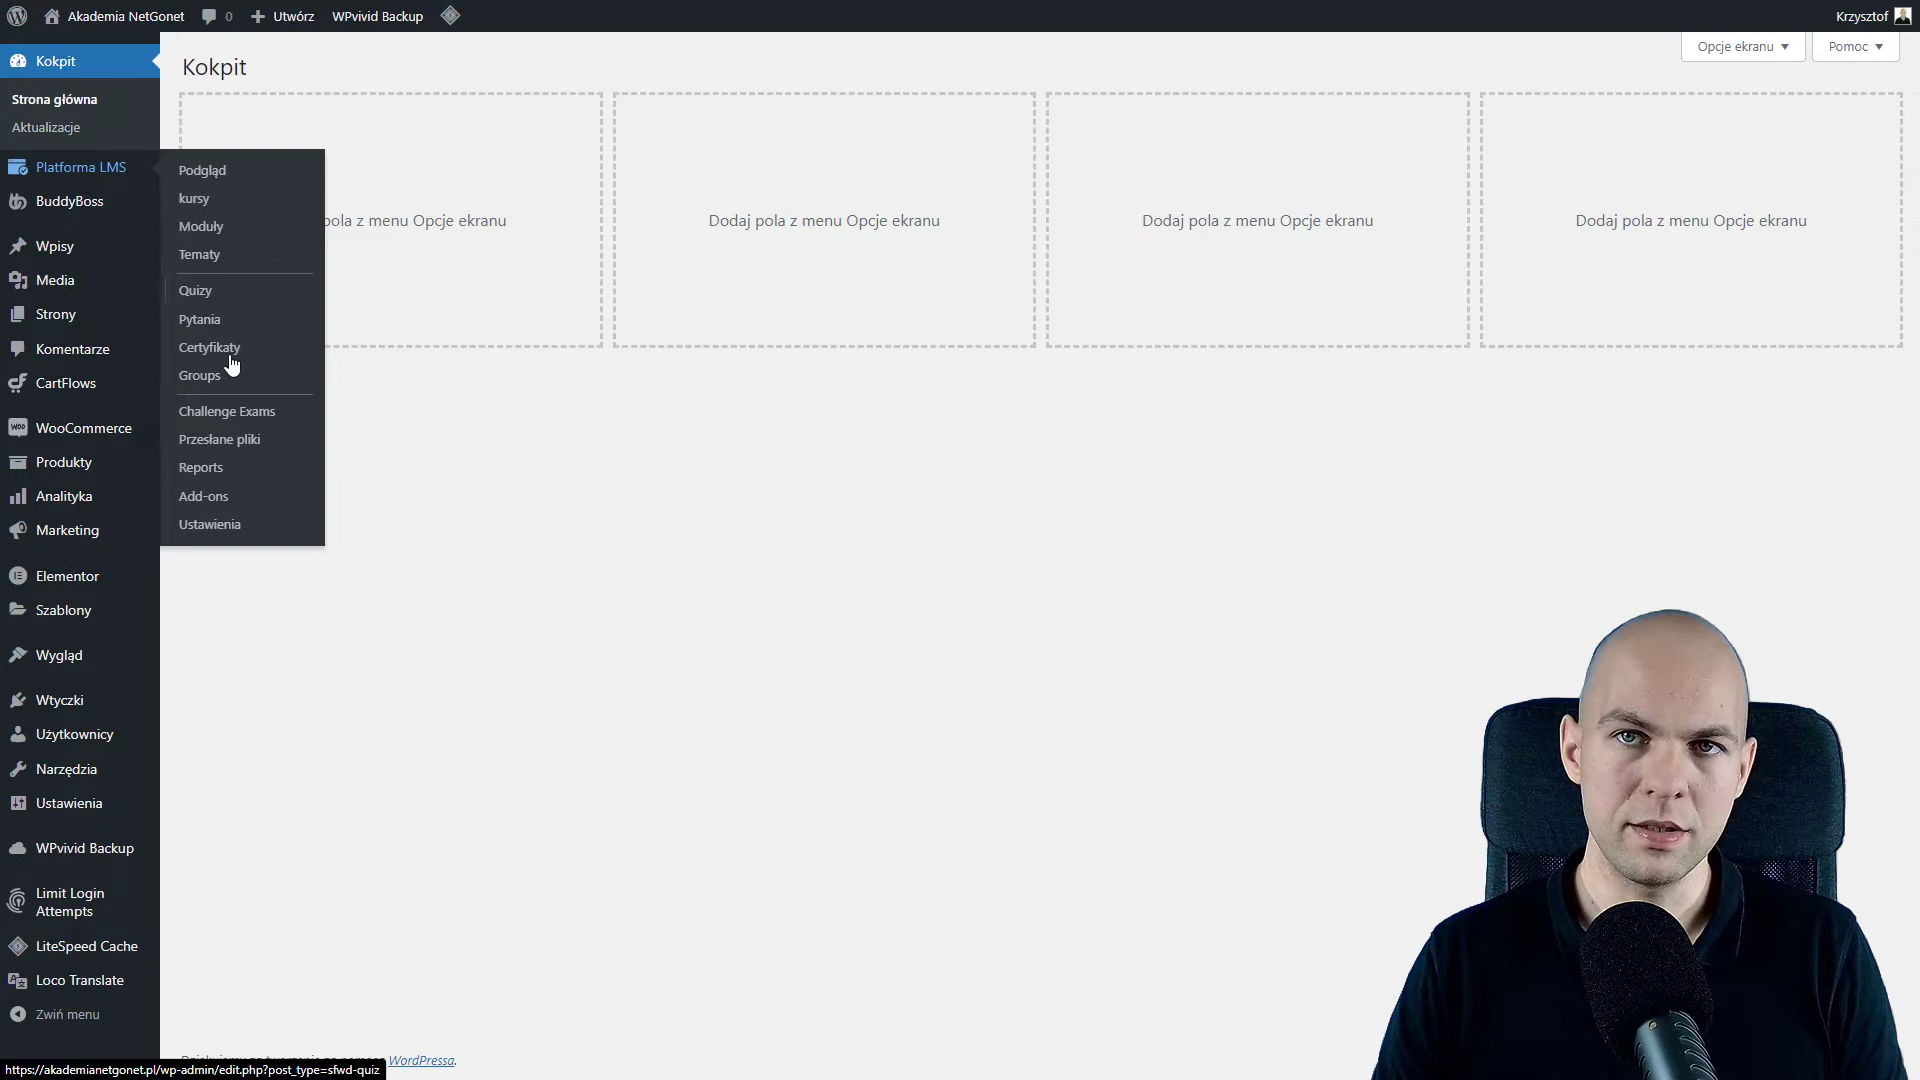 Akademia NetGonet
0
Utwórz
WPvivid Backup
Krzysztof
Kokpit
Strona główna
Aktualizacje
Platforma LMS
BuddyBoss
Wpisy
Media
Strony
Komentarze
CartFlows
WooCommerce
Produkty
Analityka
Marketing
Elementor
Szablony
Wygląd
Wtyczki
Użytkownicy
Narzędzia
Ustawienia
WPvivid Backup
Limit Login
Attempts
LiteSpeed Cache
Loco Translate
Zwiń menu
Podgląd
kursy
Moduły
Tematy
Quizy
Pytania
Certyfikaty
Groups
Challenge Exams
Przesłane pliki
Reports
Add-ons
Ustawienia
Kokpit
Opcje ekranu
Pomoc
pola z menu Opcje ekranu
Dodaj pola z menu Opcje ekranu
Dodaj pola z menu Opcje ekranu
Dodaj pola z menu Opcje ekranu
WordPressa.
https://akademianetgonet.pl/wp-admin/edit.php?post_type=sfwd-quiz